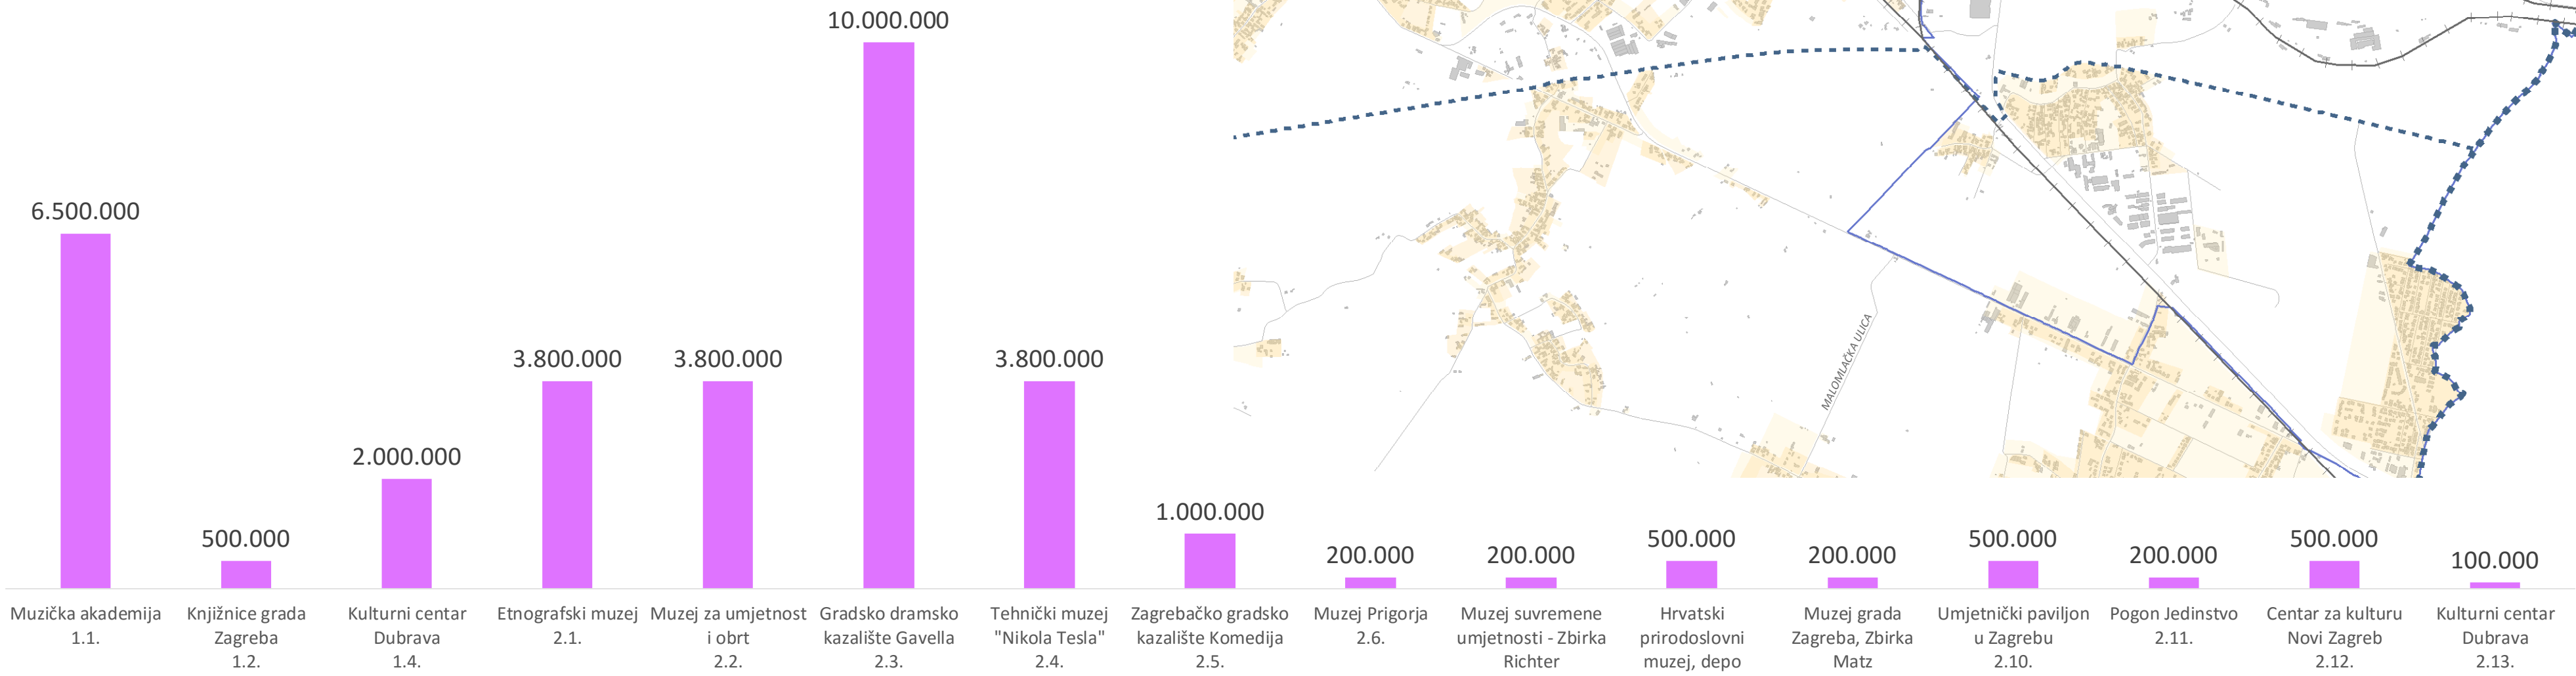 10.000.000
6.500.000
3.800.000
3.800.000
3.800.000
2.000.000
1.000.000
500.000
200.000
200.000
500.000
200.000
500.000
200.000
500.000
100.000
MALOMLAČKA ULICA
Muzička akademija
1.1.
Knjižnice grada
Zagreba
1.2.
Kulturni centar
Dubrava
1.4.
Etnografski muzej
2.1.
Muzej za umjetnost
i obrt
2.2.
Gradsko dramsko
kazalište Gavella
2.3.
Tehnički muzej
"Nikola Tesla"
2.4.
Zagrebačko gradsko
kazalište Komedija
2.5.
Muzej Prigorja
2.6.
Muzej suvremene
umjetnosti - Zbirka
Richter
Hrvatski
prirodoslovni
muzej, depo
Muzej grada
Zagreba, Zbirka
Matz
Umjetnički paviljon
u Zagrebu
2.10.
Pogon Jedinstvo
2.11.
Centar za kulturu
Novi Zagreb
2.12.
Kulturni centar
Dubrava
2.13.